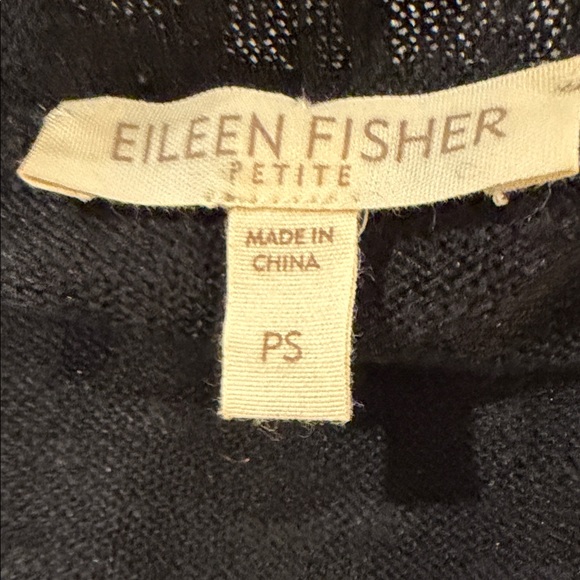 EILEEN FISHER
PETITE
MADE IN
CHINA
PS